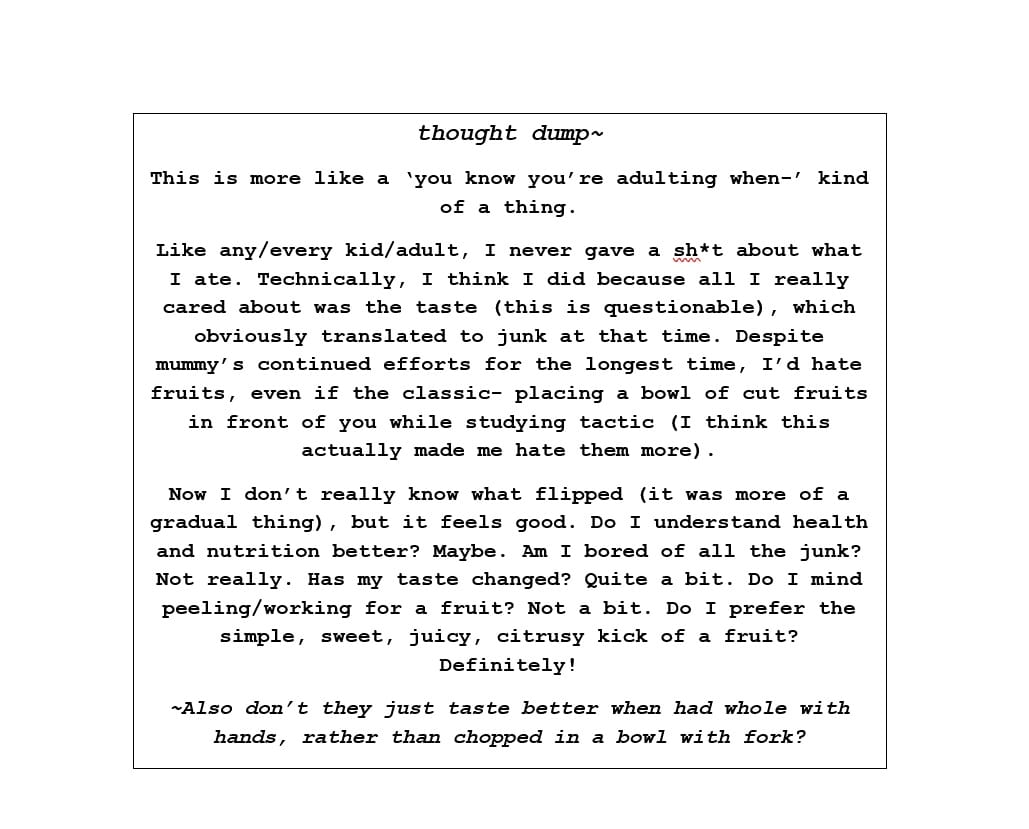 thought dump~
This is more like a ‘you know you’re adulting when-’ kind
of a thing.
Like any/every kid/adult, I never gave a sh*t about what
I ate. Technically, I think I did because all I really
cared about was the taste (this is questionable), which
obviously translated to junk at that time. Despite
mummy’s continued efforts for the longest time, I’d hate
fruits, even if the classic- placing a bowl of cut fruits
in front of you while studying tactic (I think this
actually made me hate them more).
Now I don’t really know what flipped (it was more of a
gradual thing), but it feels good. Do I understand health
and nutrition better? Maybe. Am I bored of all the junk?
Not really. Has my taste changed? Quite a bit. Do I mind
peeling/working for a fruit? Not a bit. Do I prefer the
simple, sweet, juicy, citrusy kick of a fruit?
Definitely!
~Also don’t they just taste better when had whole with
hands, rather than chopped in a bowl with fork?